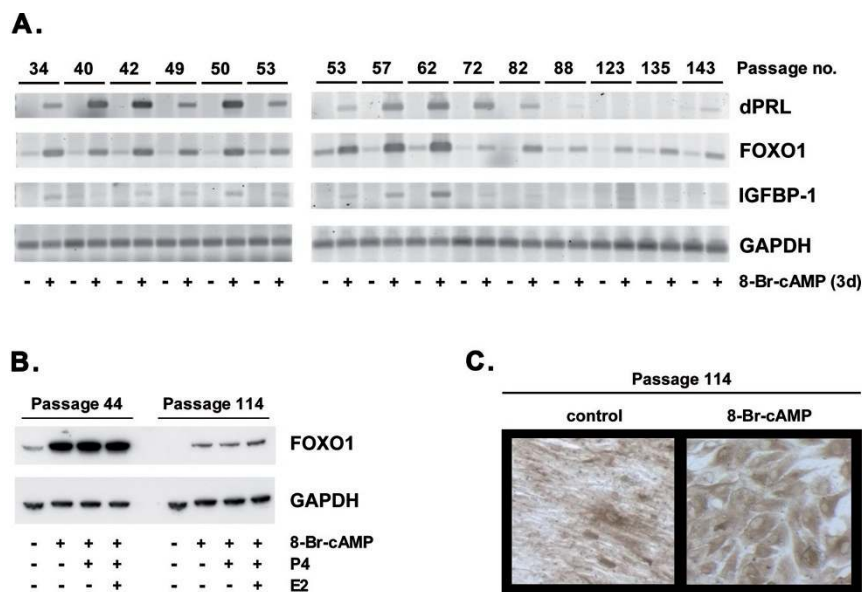 A.
34 40 42 49 50 53 53 57 62 72 82 88 123 135 143 Passage no.
dPRL
FOXO1
IGFBP-1
GAPDH
- + - + - + - + - + - + - + - + - + - + - + - + - + - + - + 8-Br-cAMP (3d)
B.
Passage 44 Passage 114
FOXO1
GAPDH
- + + + - + + + 8-Br-cAMP
- - + + - - + + P4
- - - + - - - + E2
C.
Passage 114
control 8-Br-cAMP